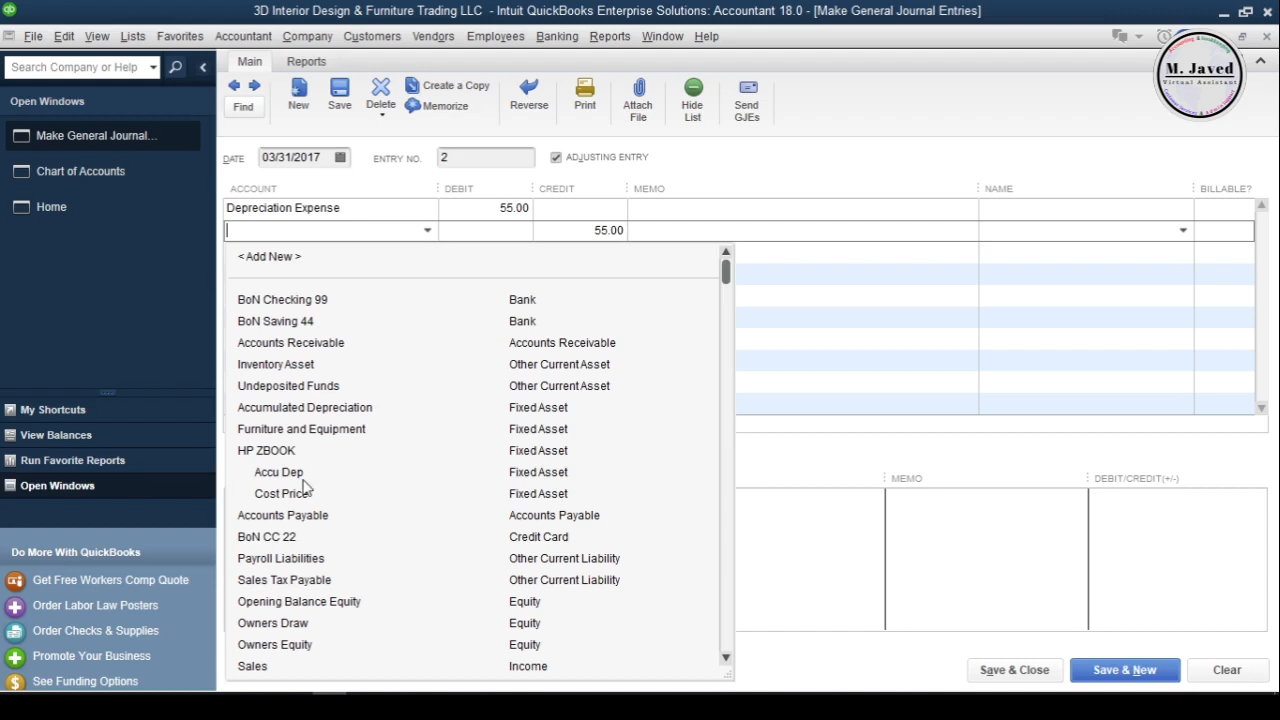 3D Interior Design & Furniture Trading LLC - Intuit QuickBooks Enterprise Solutions: Accountant 18.0 - [Make General Journal Entries]
File Edit View Lists Favorites Accountant Company Customers Vendors Employees Banking Reports Window Help
Search Company or Help
Main Reports
M. Javed
Virtual Assistant
Find
New
Save
Delete
Create a Copy
Memorize
Reverse
Print
Attach File
Hide List
Send GJEs
Open Windows
Make General Journal...
Chart of Accounts
Home
DATE 03/31/2017 ENTRY NO. 2 ADJUSTING ENTRY
ACCOUNT DEBIT CREDIT MEMO NAME BILLABLE?
Depreciation Expense 55.00
55.00
< Add New >
BoN Checking 99 Bank
BoN Saving 44 Bank
Accounts Receivable Accounts Receivable
Inventory Asset Other Current Asset
Undeposited Funds Other Current Asset
Accumulated Depreciation Fixed Asset
Furniture and Equipment Fixed Asset
HP ZBOOK Fixed Asset
Accu Dep Fixed Asset
Cost Price Fixed Asset
Accounts Payable Accounts Payable
BoN CC 22 Credit Card
Payroll Liabilities Other Current Liability
Sales Tax Payable Other Current Liability
Opening Balance Equity Equity
Owners Draw Equity
Owners Equity Equity
Sales Income
MEMO DEBIT/CREDIT(+/-)
My Shortcuts
View Balances
Run Favorite Reports
Open Windows
Do More With QuickBooks
Get Free Workers Comp Quote
Order Labor Law Posters
Order Checks & Supplies
Promote Your Business
See Funding Options
Save & Close Save & New Clear